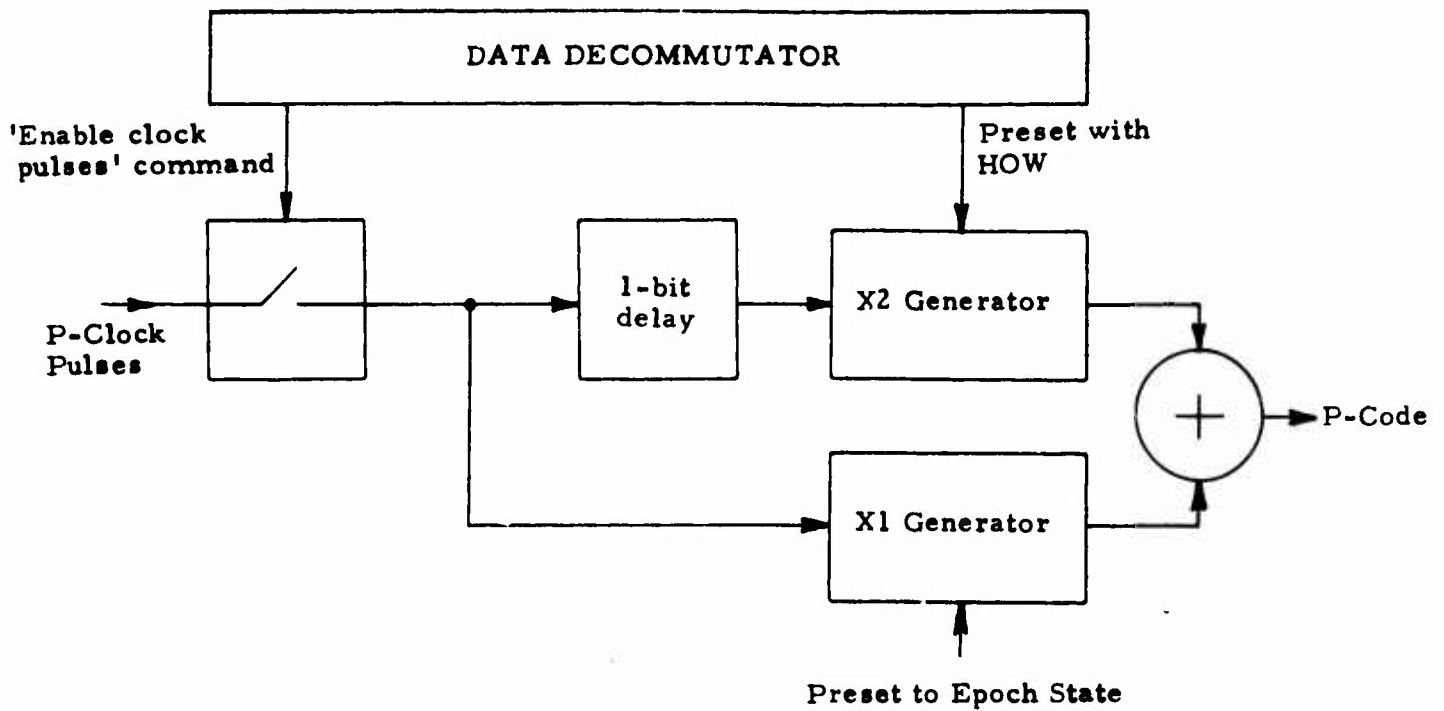 DATA DECOMMUTATOR
'Enable clock
pulses' command
Preset with
HOW
P-Clock
Pulses
1-bit
delay
X2 Generator
+
P-Code
X1 Generator
Preset to Epoch State